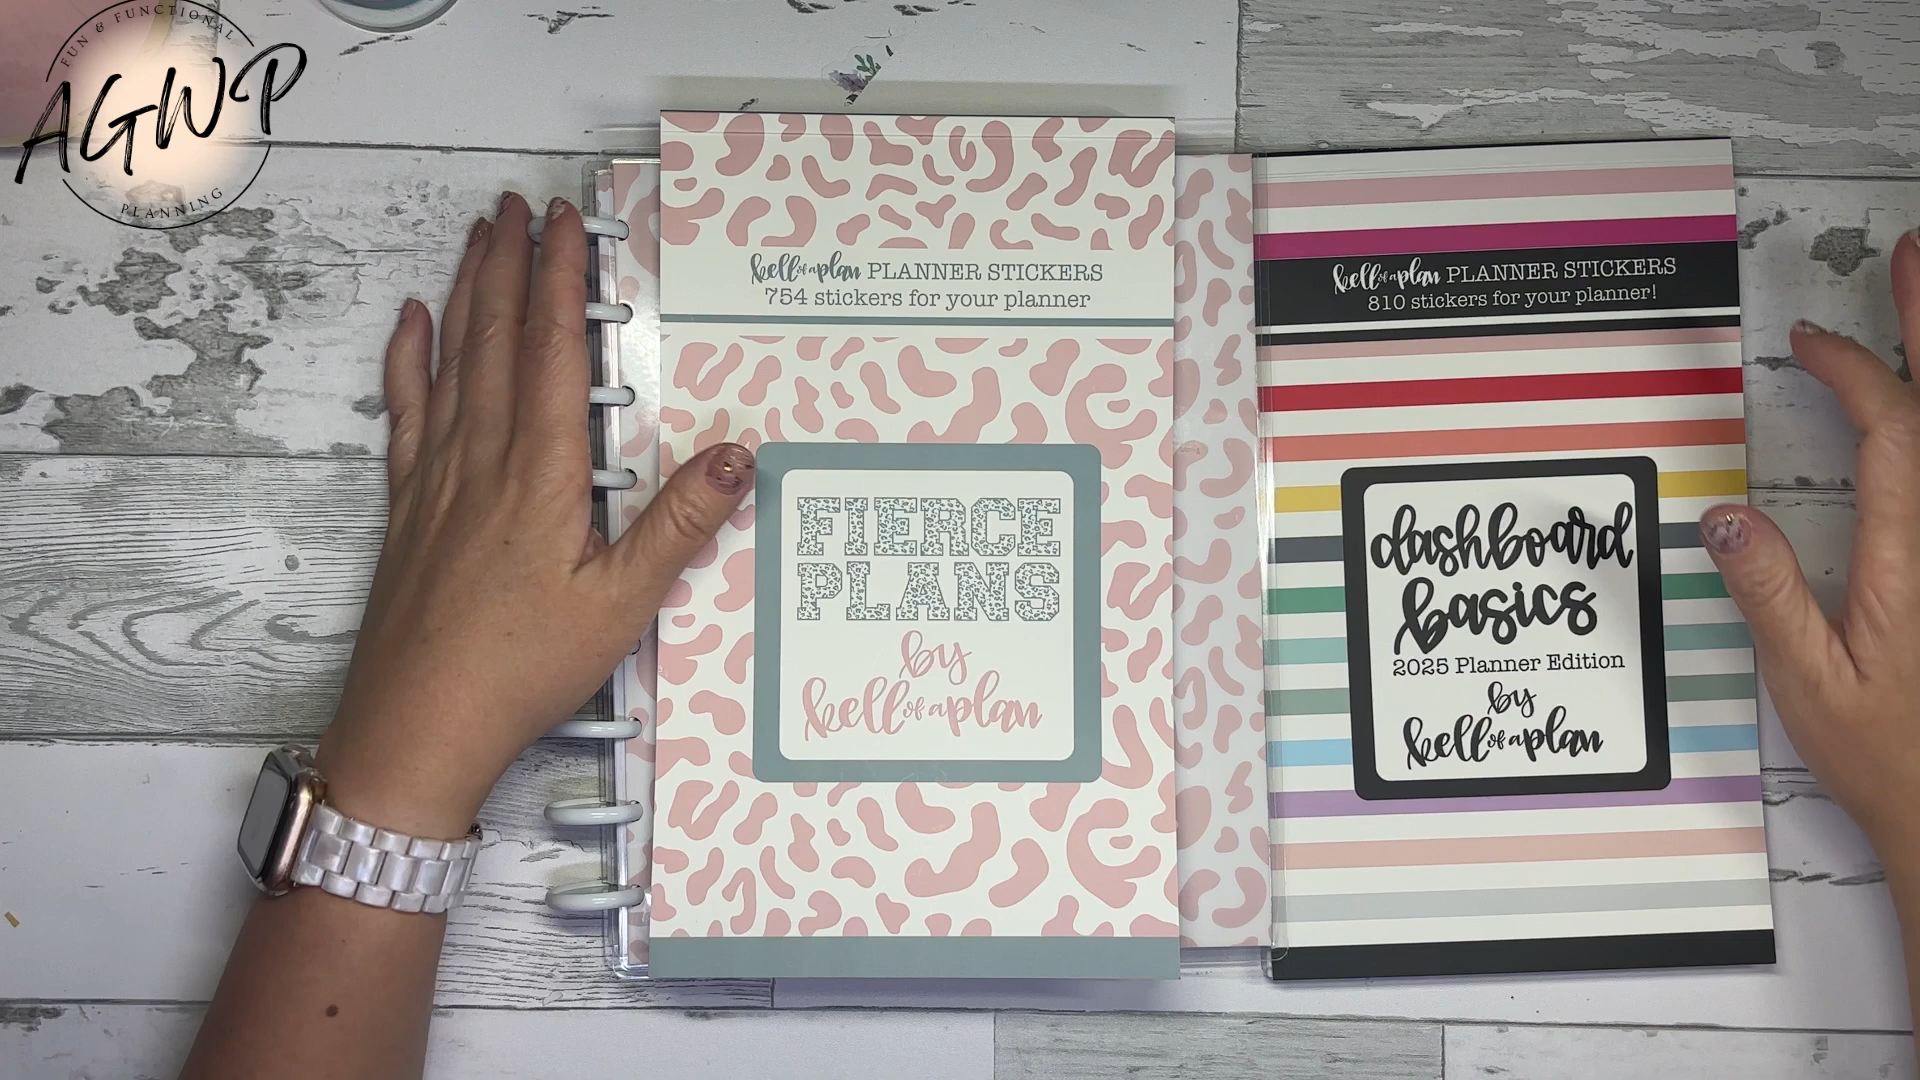 FUN & FUNCTIONAL
AGWP
PLANNING
kell of a plan PLANNER STICKERS
754 stickers for your planner
FIERCE
PLANS
by
kell of a plan
kell of a plan PLANNER STICKERS
810 stickers for your planner!
dashboard
basics
2025 Planner Edition
by
kell of a plan